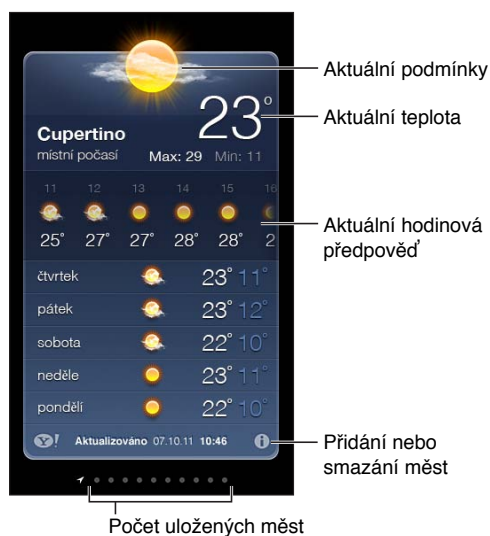 Aktuální podmínky
23°
Aktuální teplota
Cupertino
místní počasí Max: 29 Min: 11
11 12 13 14 15 16
25° 27° 27° 28° 28° 2
Aktuální hodinová
předpověď
čtvrtek 23° 11°
pátek 23° 12°
sobota 22° 10°
neděle 23° 11°
pondělí 22° 10°
Y! Aktualizováno 07.10.11 10:46 i
Přidání nebo
smazání měst
Počet uložených měst